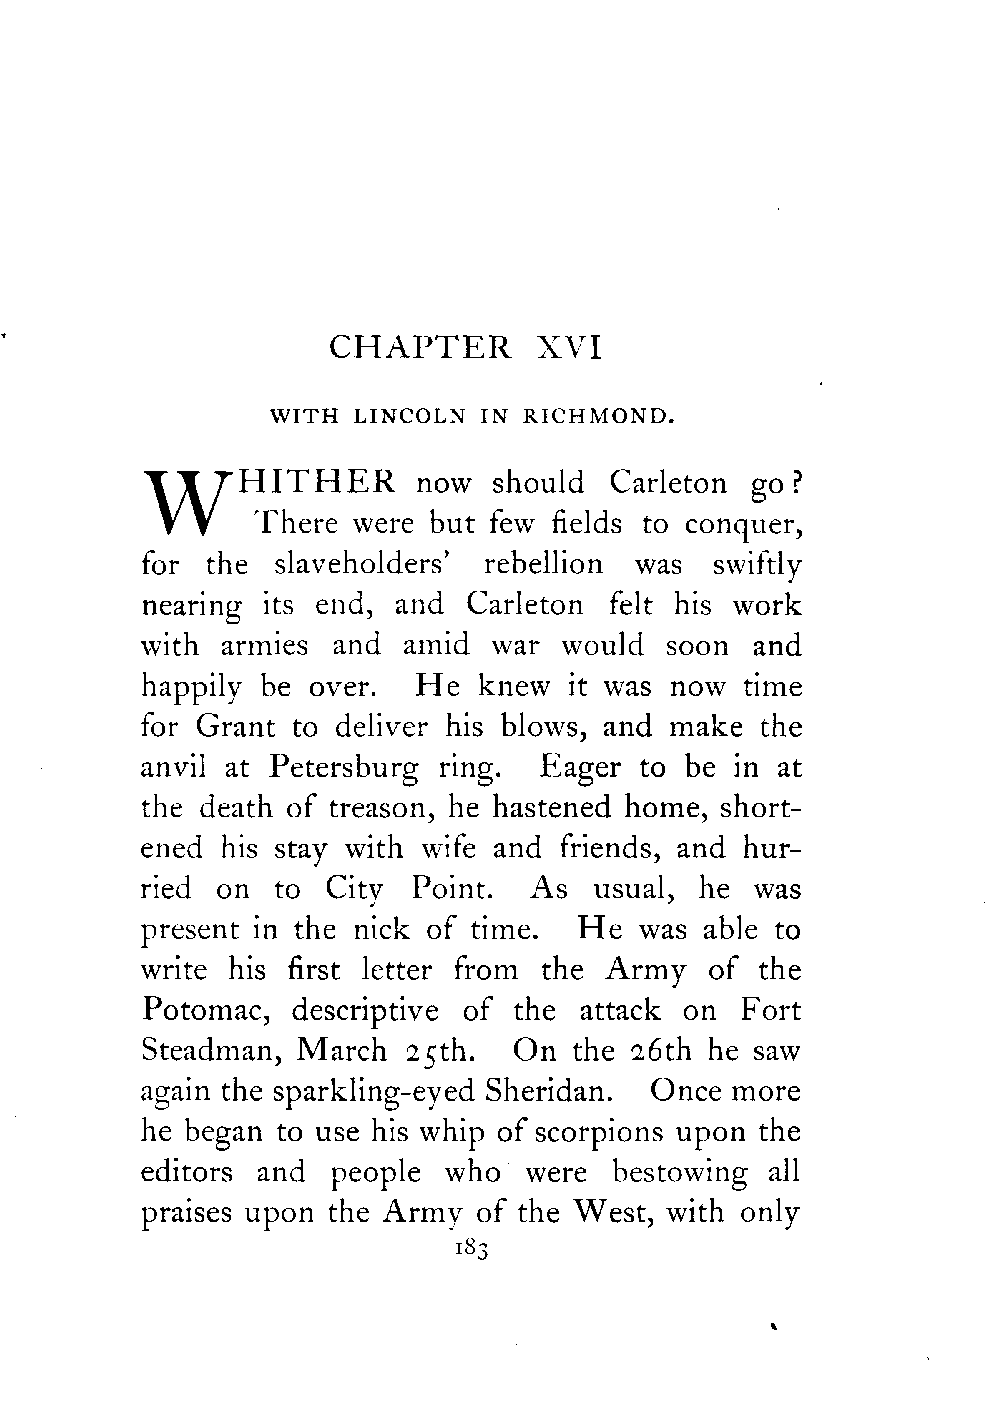 CHAPTER XVI
WITH LINCOLN IN RICHMOND.
WHITHER now should Carleton go?
There were but few fields to conquer,
for the slaveholders' rebellion was swiftly
nearing its end, and Carleton felt his work
with armies and amid war would soon and
happily be over. He knew it was now time
for Grant to deliver his blows, and make the
anvil at Petersburg ring. Eager to be in at
the death of treason, he hastened home, short-
ened his stay with wife and friends, and hur-
ried on to City Point. As usual, he was
present in the nick of time. He was able to
write his first letter from the Army of the
Potomac, descriptive of the attack on Fort
Steadman, March 25th. On the 26th he saw
again the sparkling-eyed Sheridan. Once more
he began to use his whip of scorpions upon the
editors and people who were bestowing all
praises upon the Army of the West, with only
183